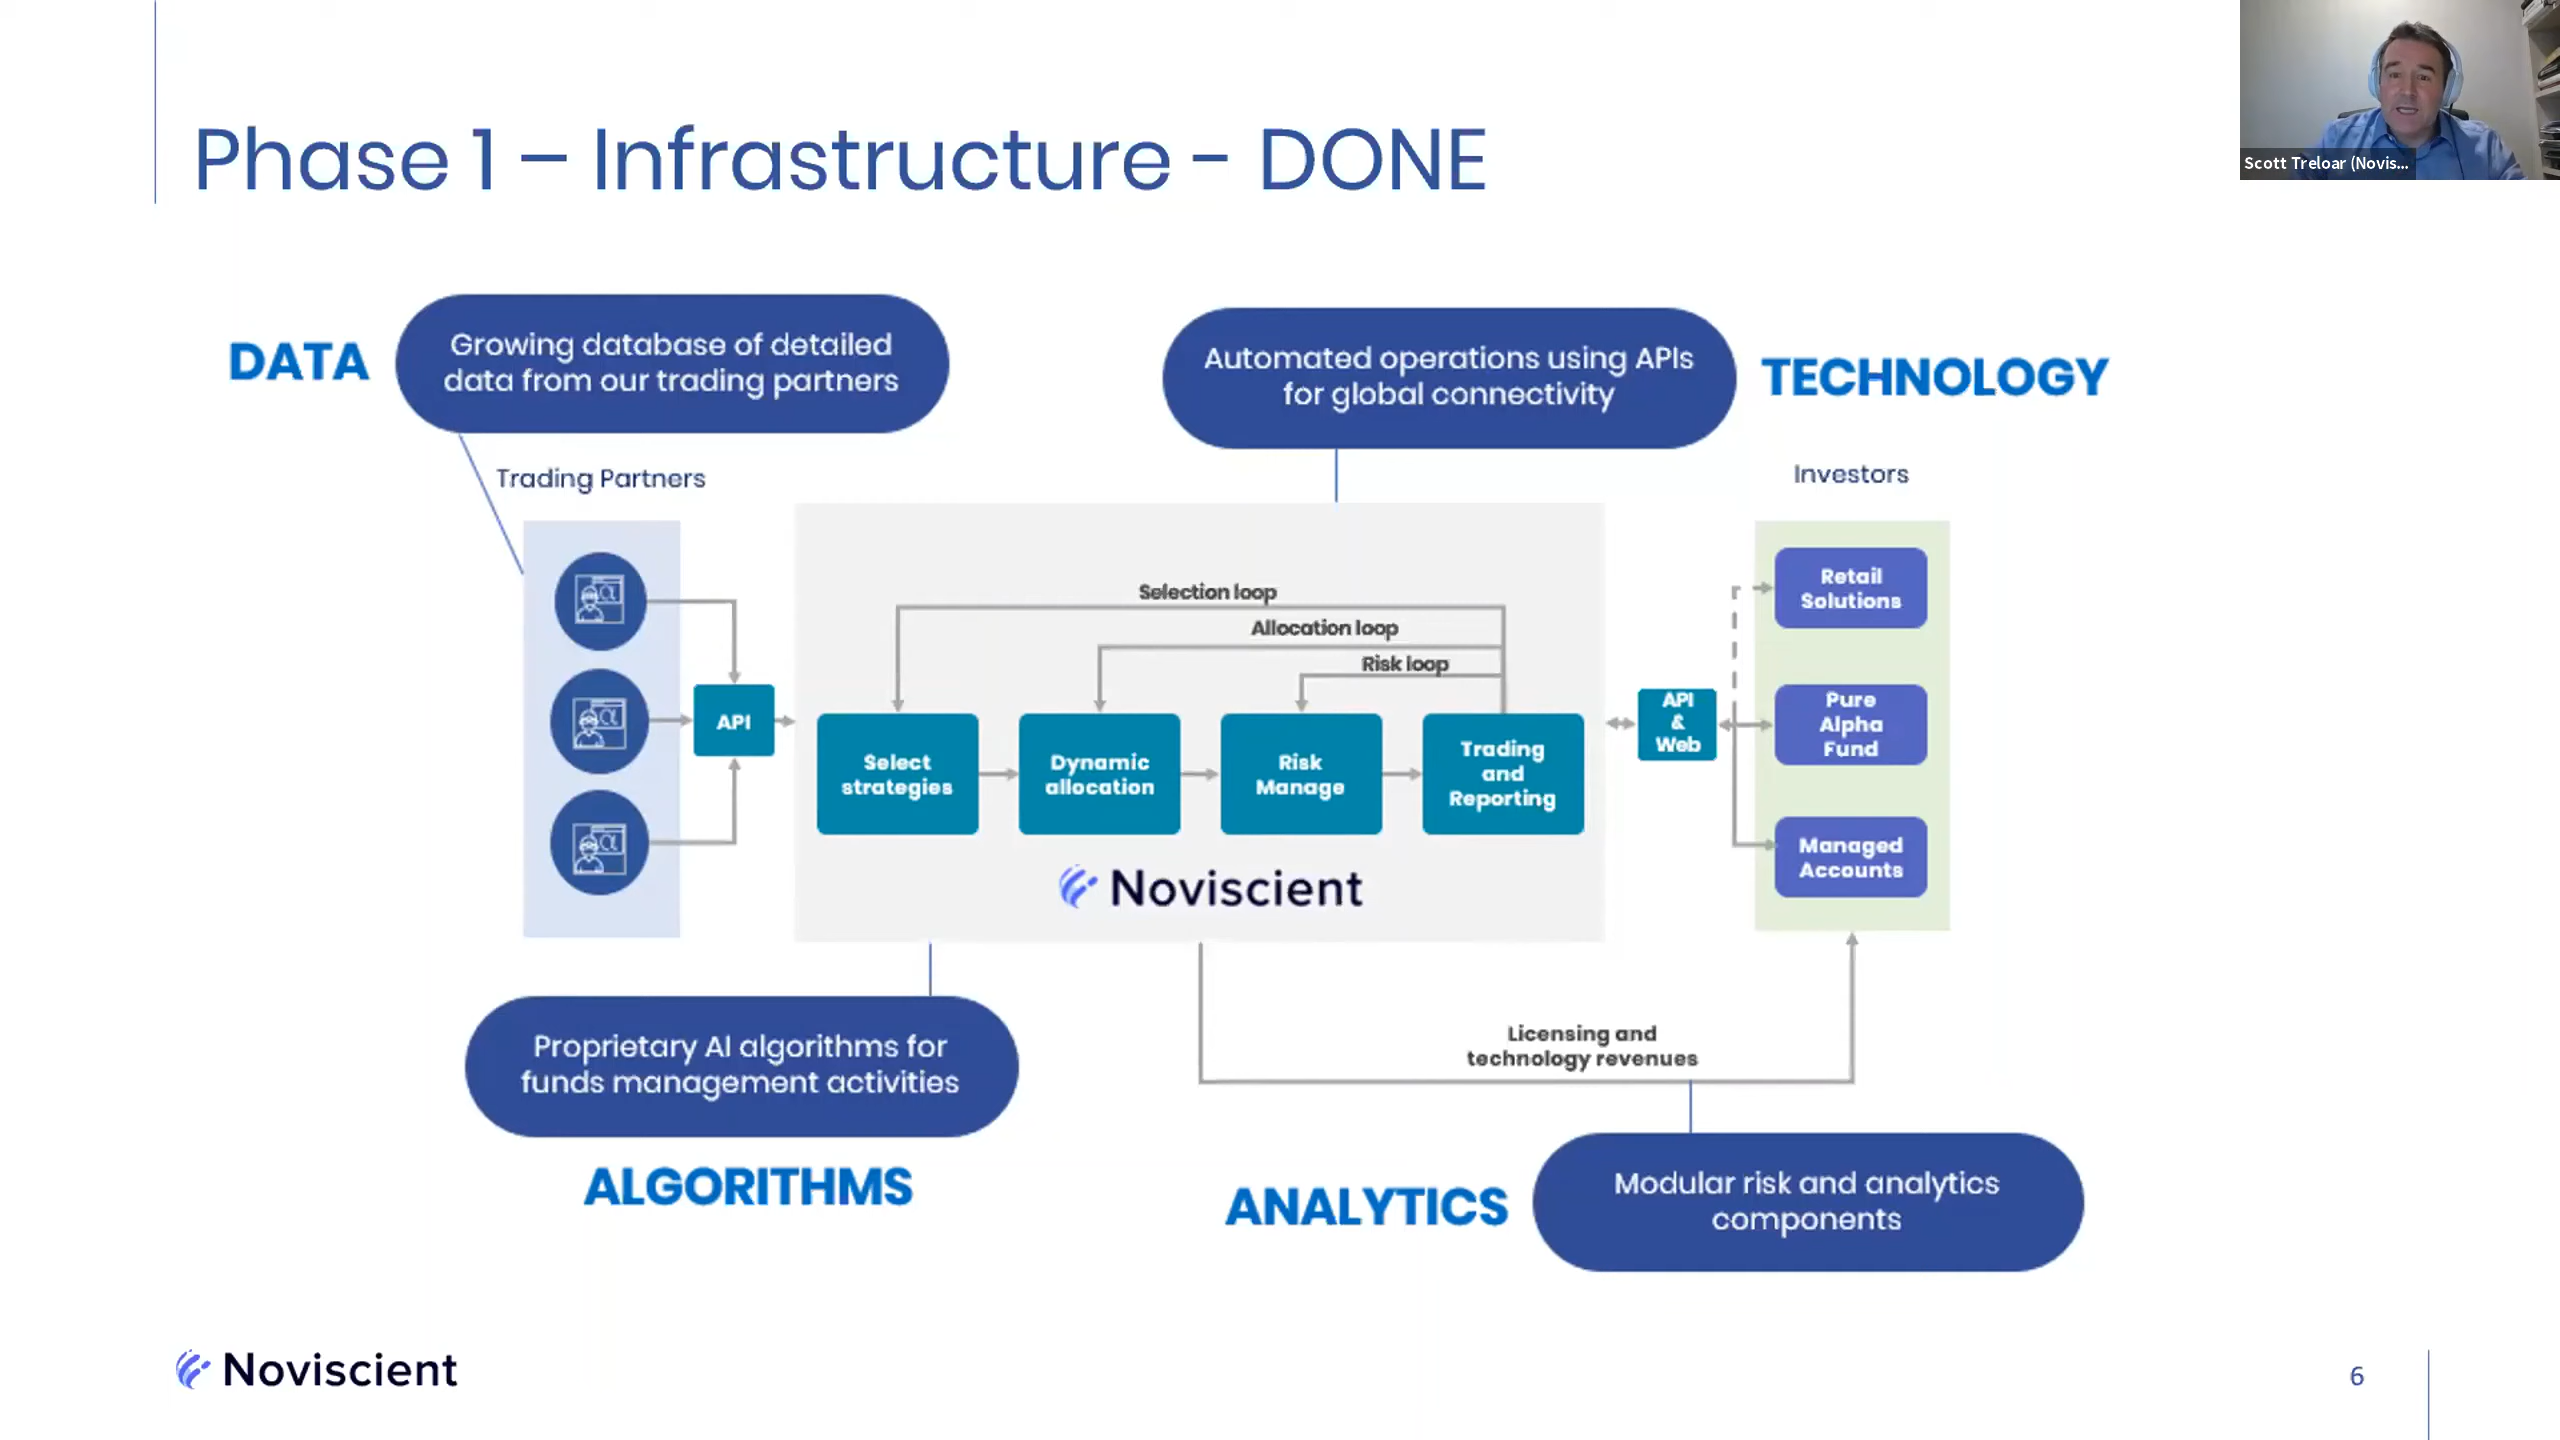 Phase 1 – Infrastructure - DONE
Scott Treloar (Novis...
DATA
Growing database of detailed
data from our trading partners
Automated operations using APIs
for global connectivity
TECHNOLOGY
Trading Partners
Investors
Selection loop
Allocation loop
Risk loop
API
Select
strategies
Dynamic
allocation
Risk
Manage
Trading
and
Reporting
API
&
Web
Retail
Solutions
Pure
Alpha
Fund
Managed
Accounts
Noviscient
Licensing and
technology revenues
Proprietary AI algorithms for
funds management activities
ALGORITHMS
ANALYTICS
Modular risk and analytics
components
Noviscient
6